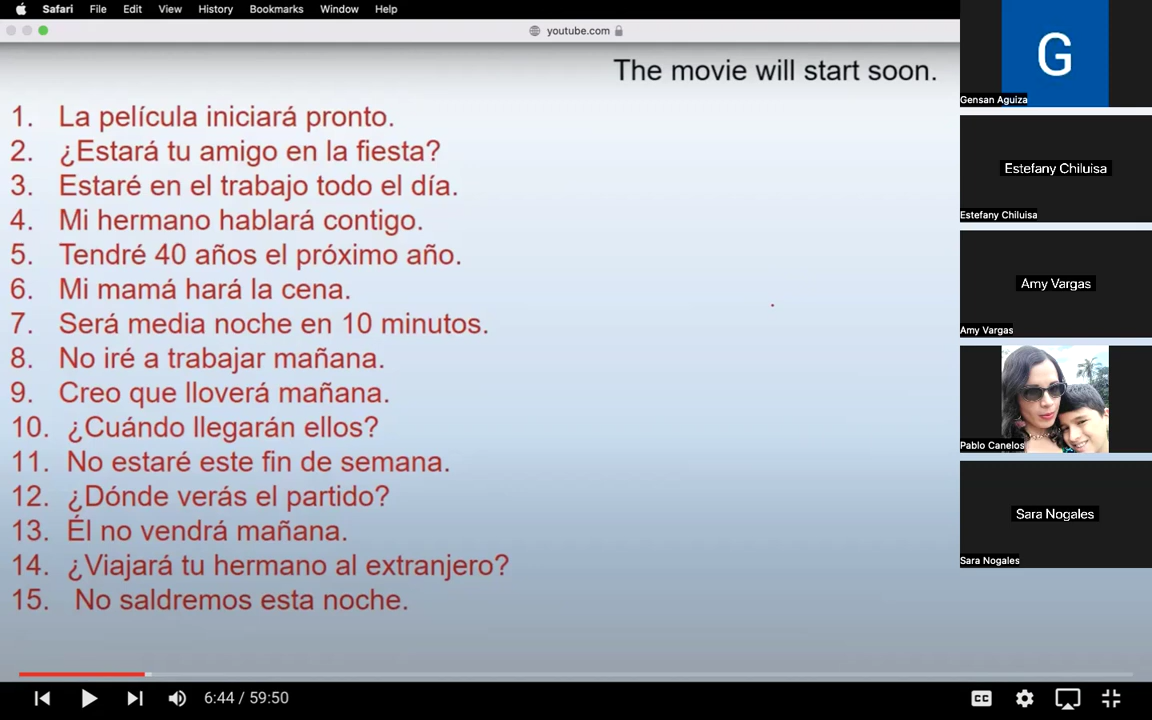 Safari File Edit View History Bookmarks Window Help
youtube.com
The movie will start soon.
1. La película iniciará pronto.
2. ¿Estará tu amigo en la fiesta?
3. Estaré en el trabajo todo el día.
4. Mi hermano hablará contigo.
5. Tendré 40 años el próximo año.
6. Mi mamá hará la cena.
7. Será media noche en 10 minutos.
8. No iré a trabajar mañana.
9. Creo que lloverá mañana.
10. ¿Cuándo llegarán ellos?
11. No estaré este fin de semana.
12. ¿Dónde verás el partido?
13. Él no vendrá mañana.
14. ¿Viajará tu hermano al extranjero?
15. No saldremos esta noche.
6:44 / 59:50
CC
G
Gensan Aguiza
Estefany Chiluisa
Estefany Chiluisa
Amy Vargas
Amy Vargas
Pablo Canelos
Sara Nogales
Sara Nogales